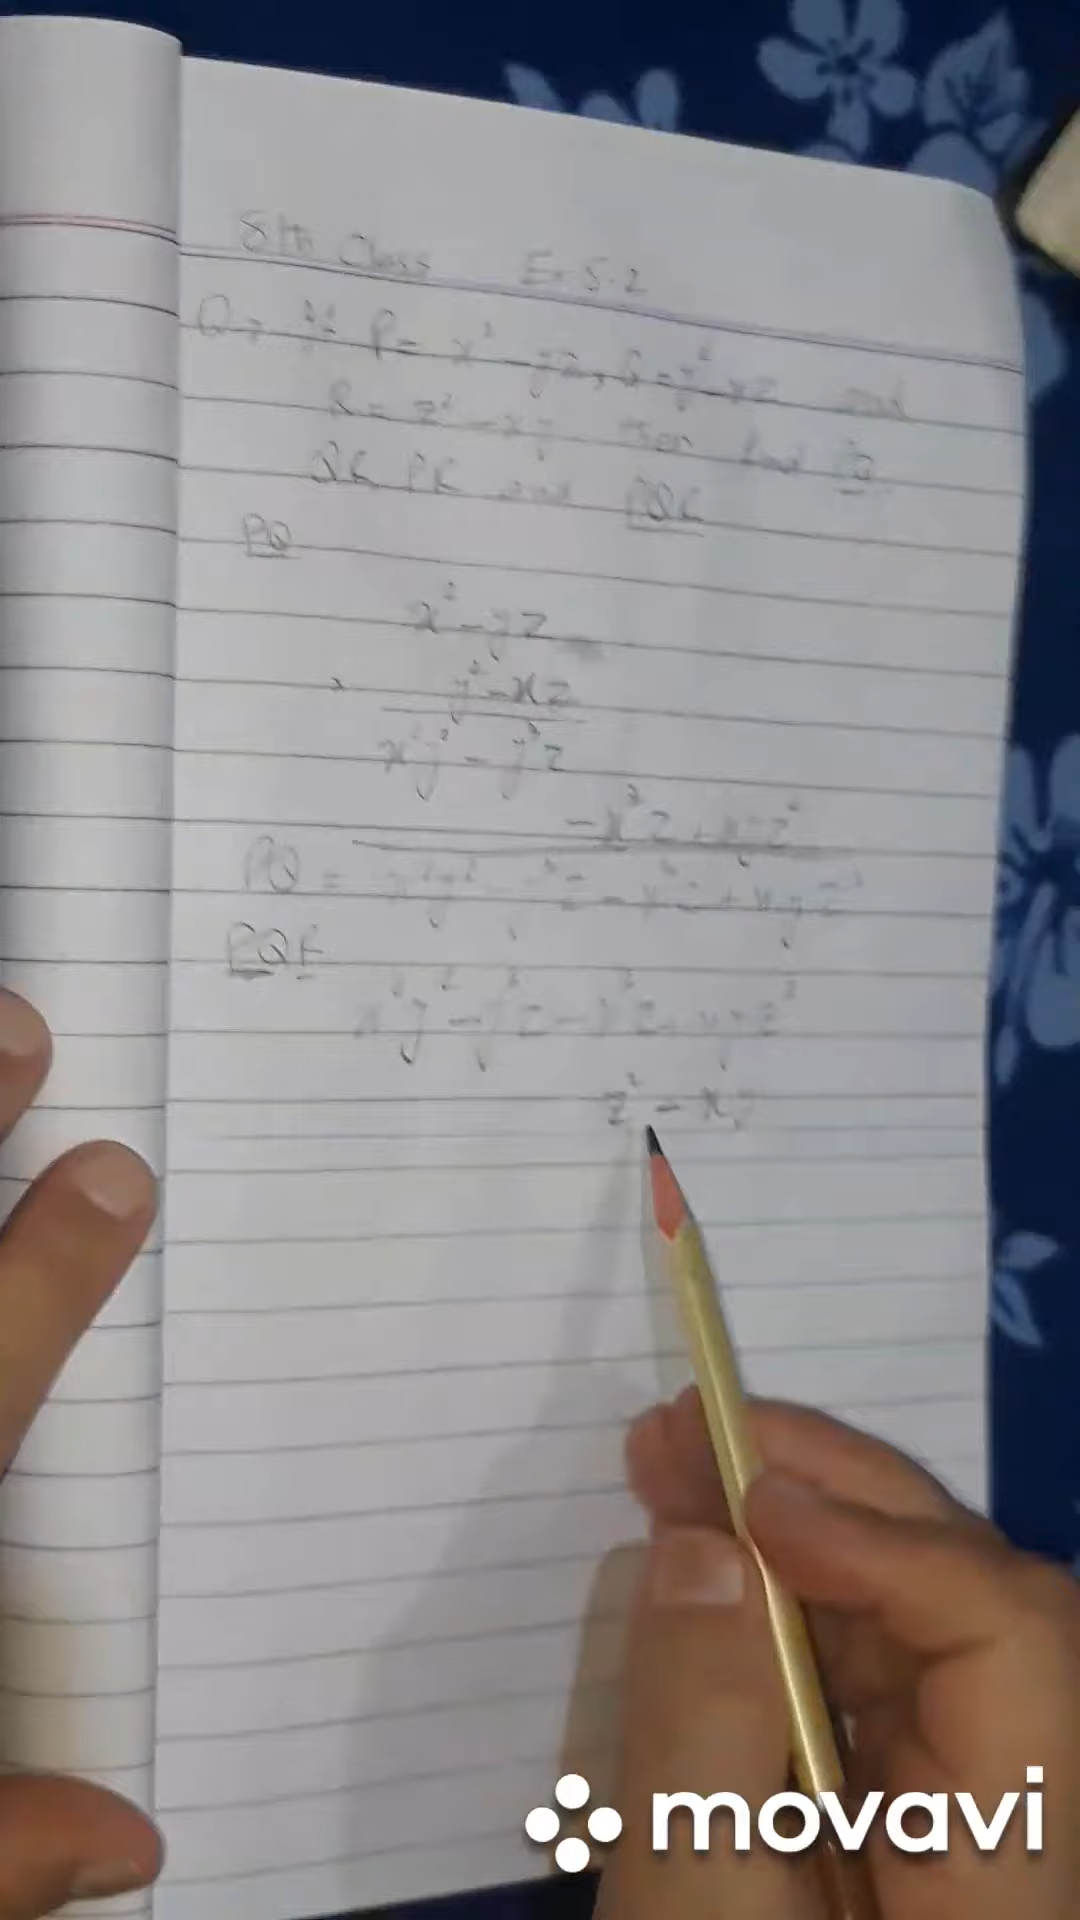 8th Class Ex 5.2
Q = If P = x² - yz, Q = y² - xz and
R = z² - xy then find PQ
QR PR and PQR
PQ
x² - yz
× y² - xz
x²y² - y³z
- x³z + xyz²
PQ = x²y² - y³z - x³z + xyz²
PQR
x²y² - y³z - x³z + xyz²
z² - xy
movavi